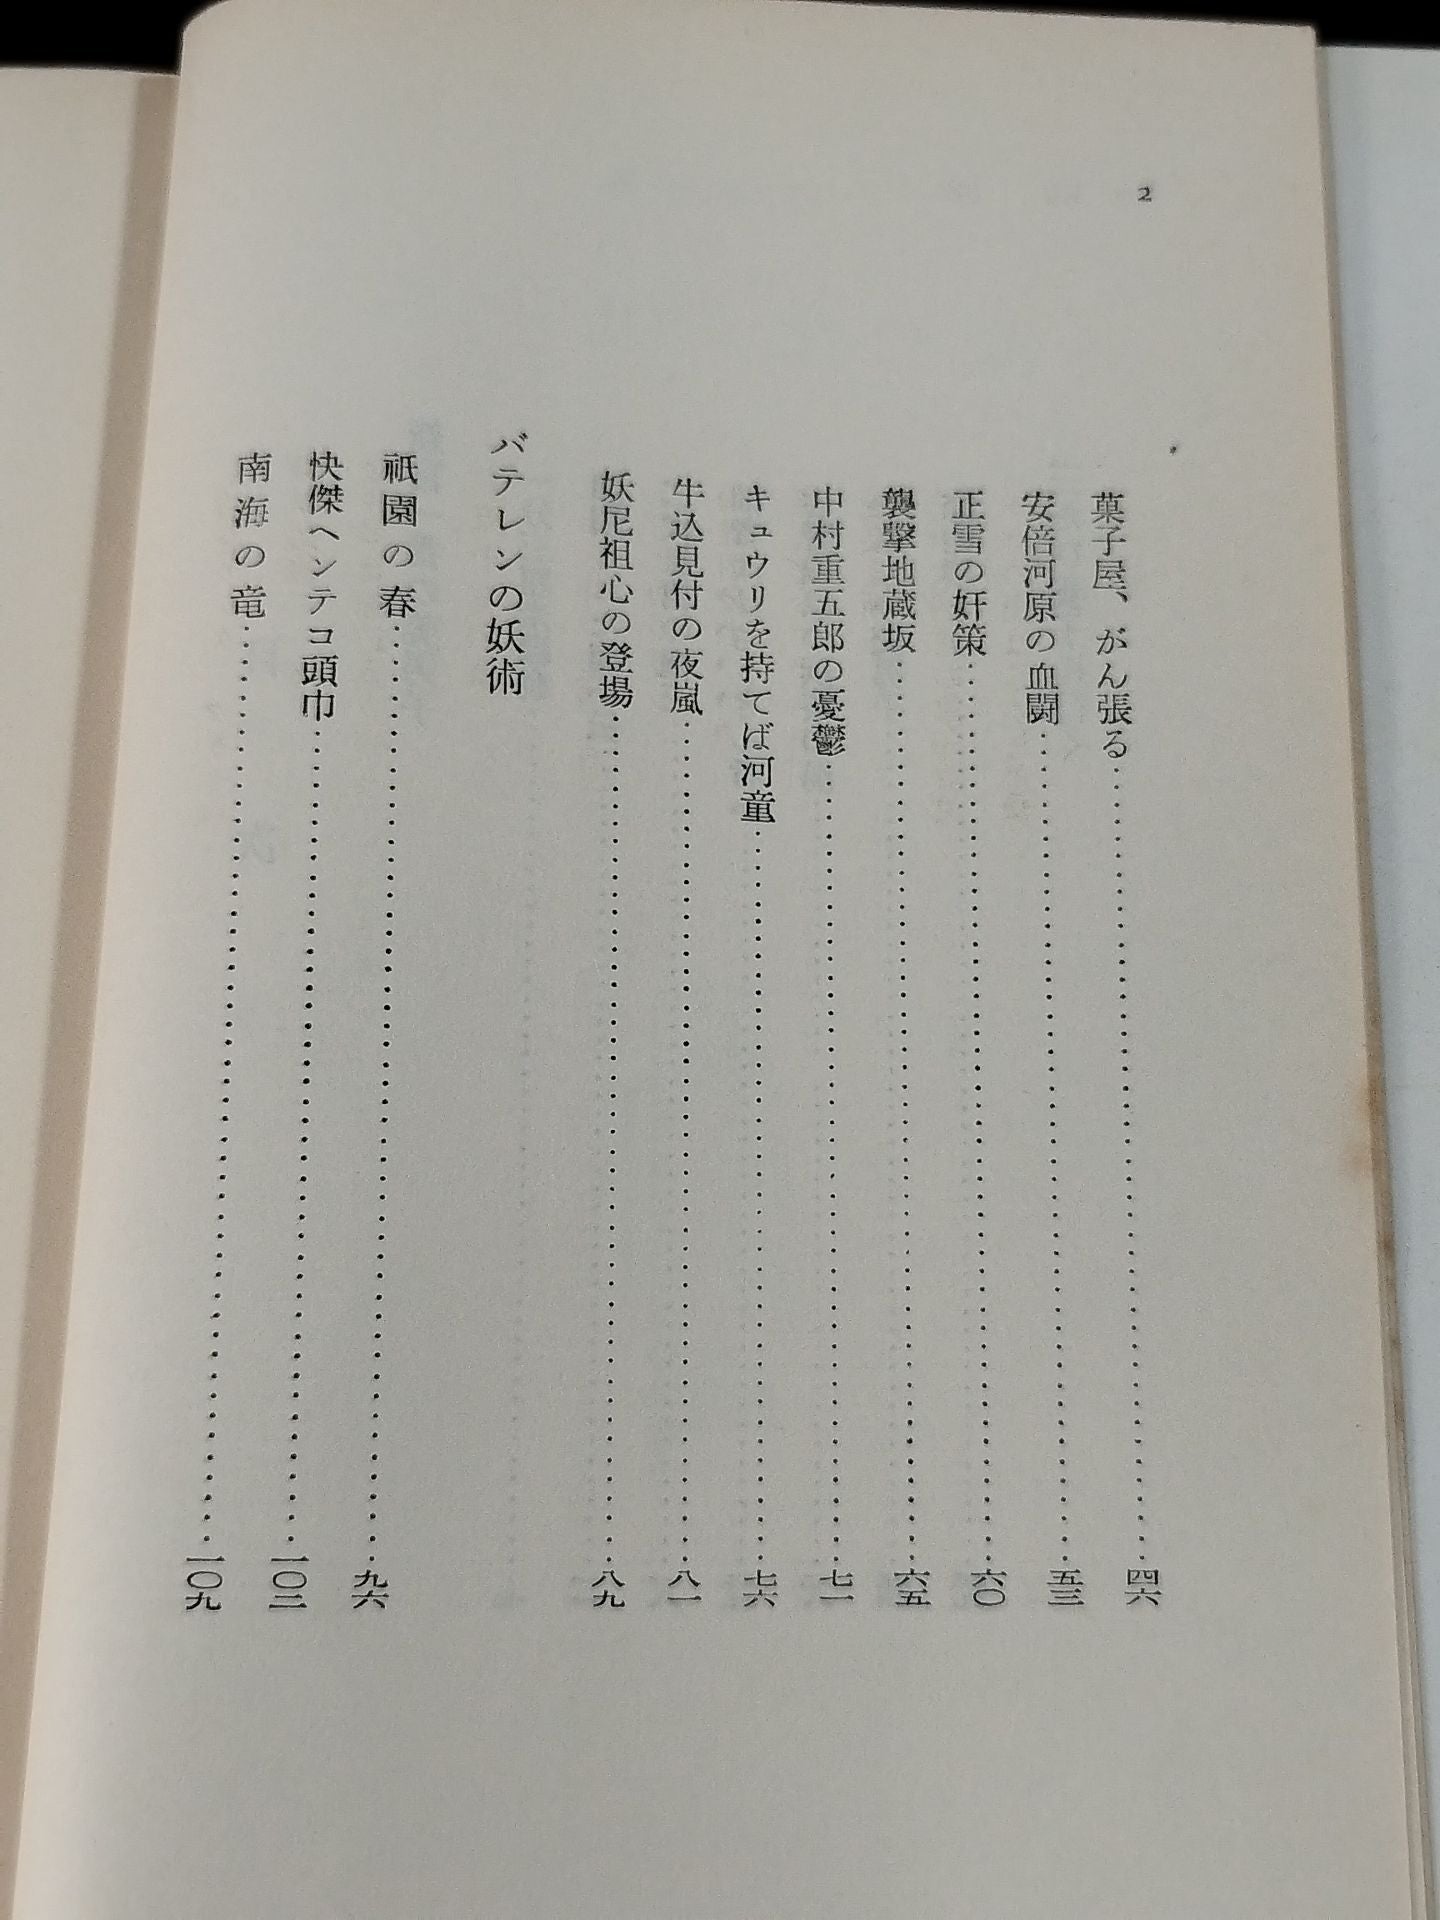 2
菓子屋、がん張る……四六
安倍河原の血闘……五三
正雪の奸策……六〇
襲撃地蔵坂……六五
中村重五郎の憂鬱……七一
キュウリを持てば河童……七六
牛込見付の夜嵐……八一
妖尼祖心の登場……八九
バテレンの妖術
祇園の春……九六
快傑ヘンテコ頭巾……一〇二
南海の竜……一〇九